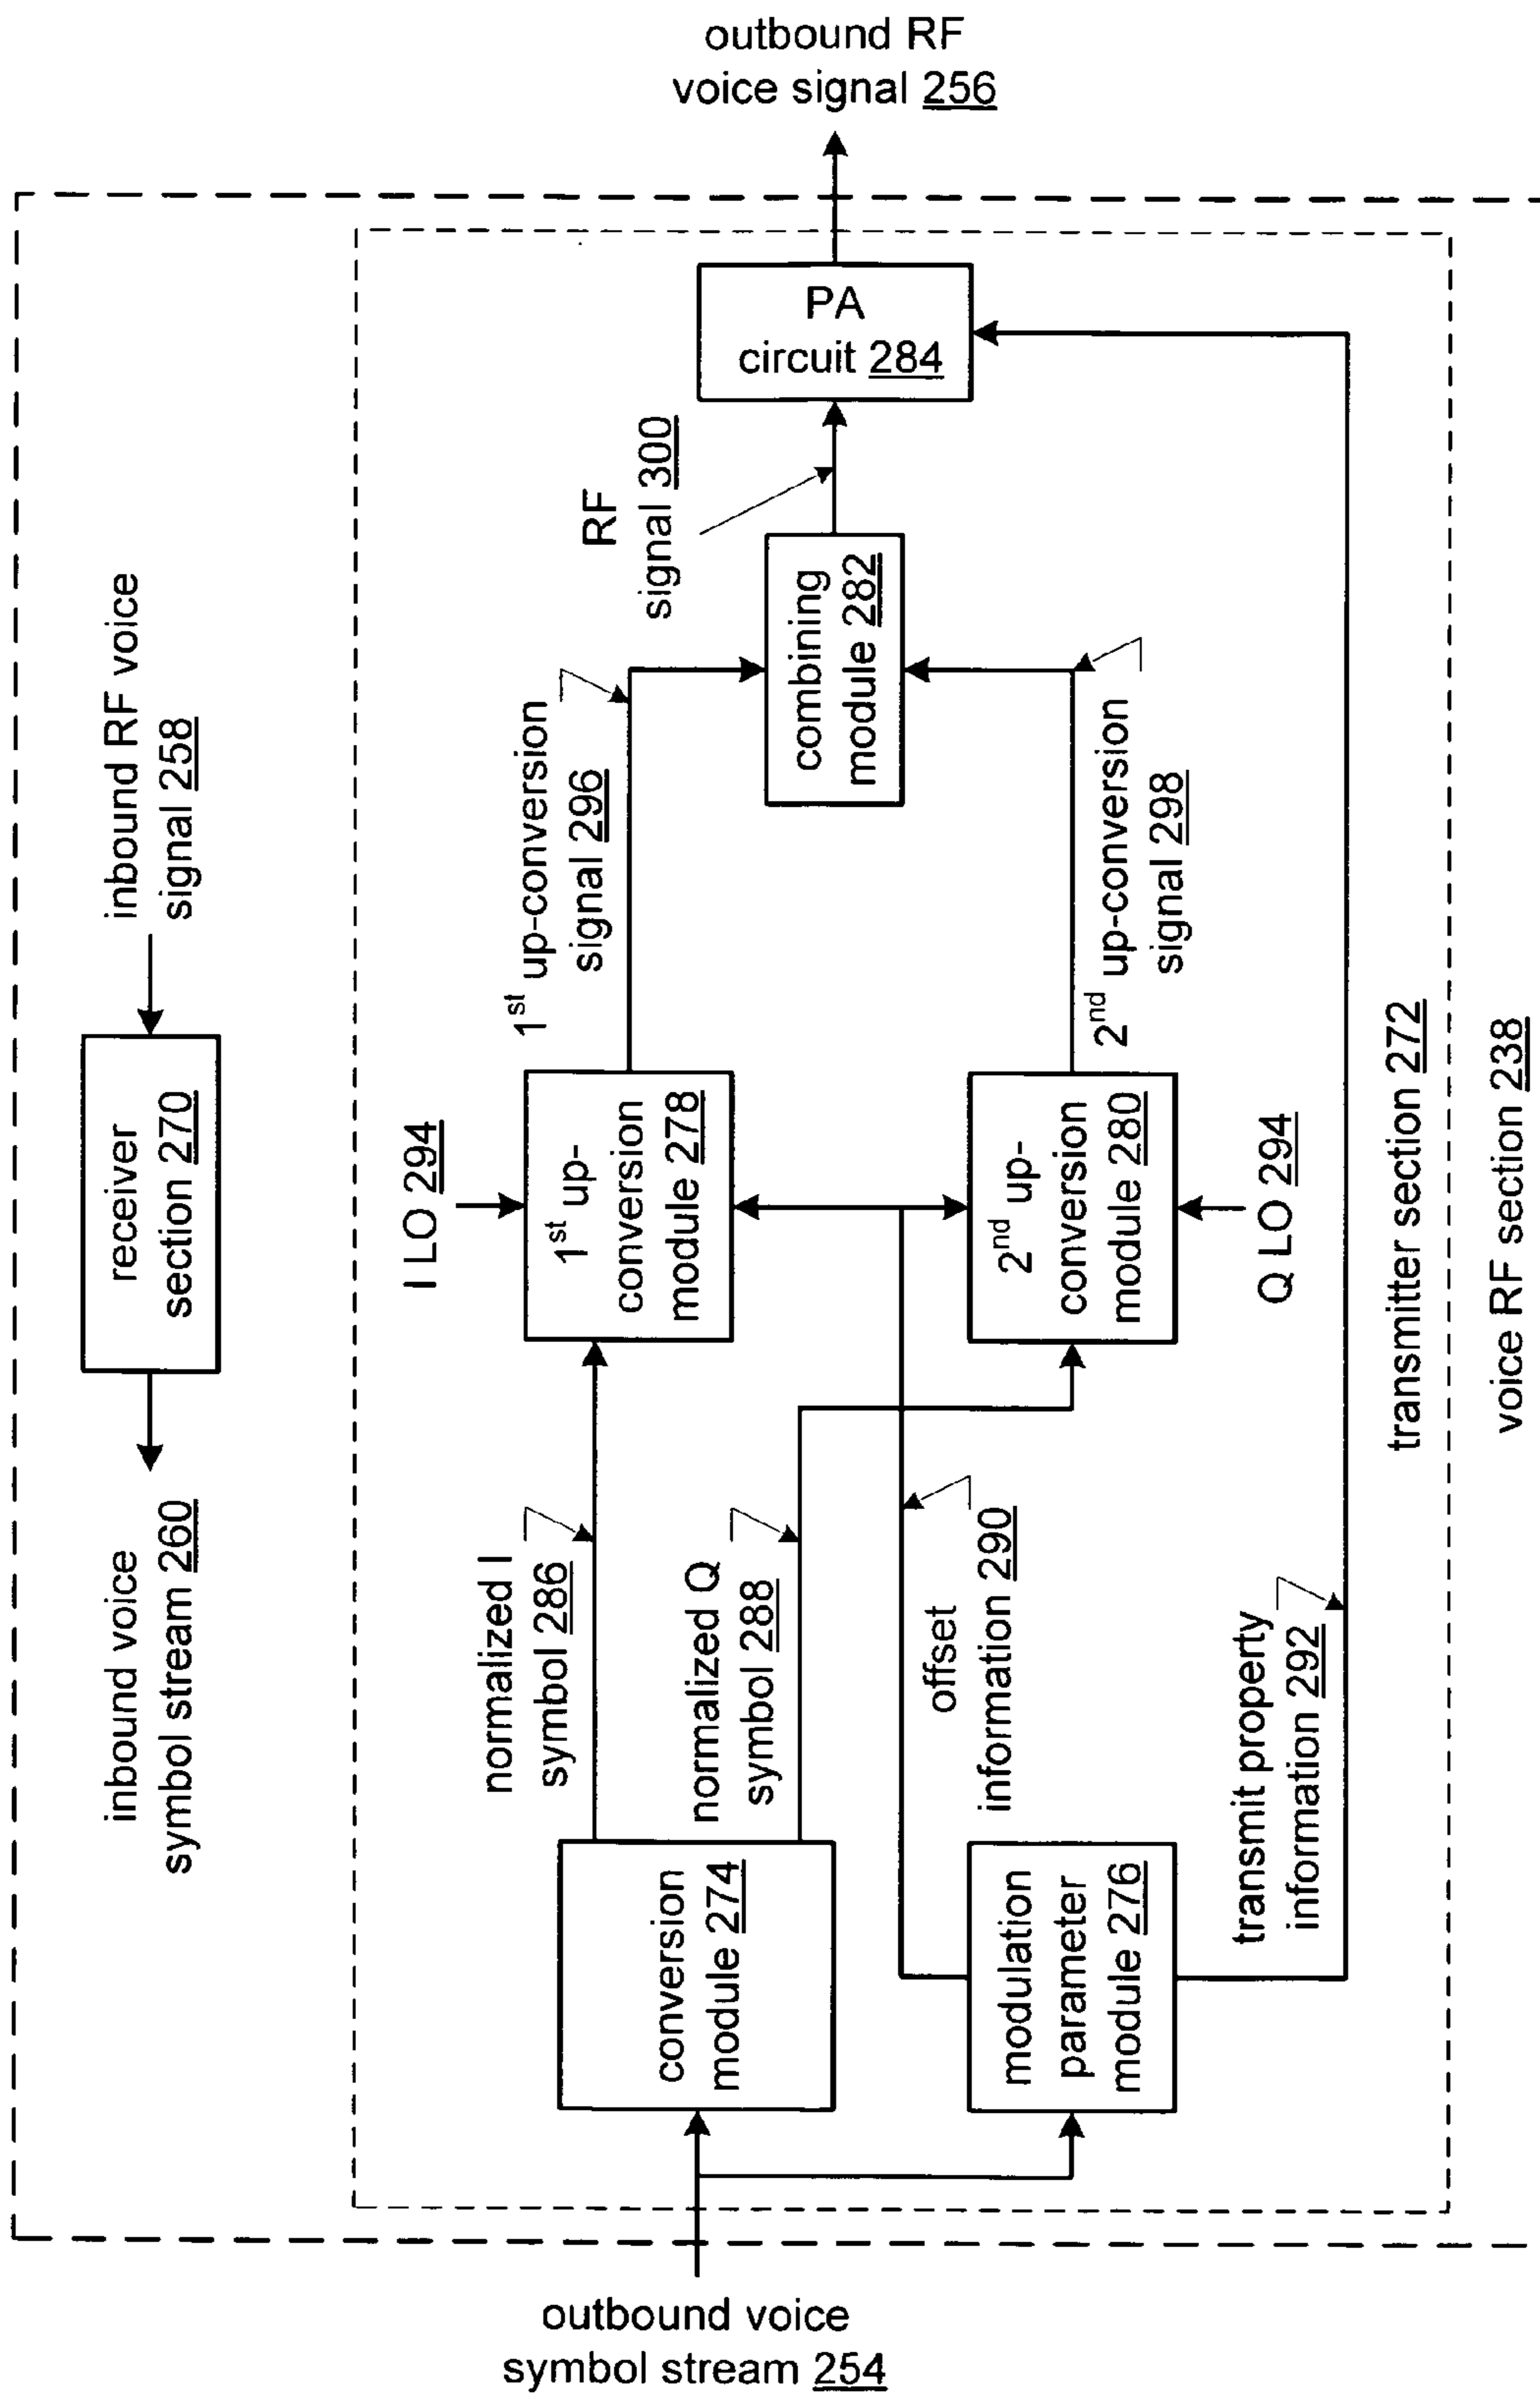 outbound RF
voice signal 256
inbound RF voice
signal 258
receiver
section 270
inbound voice
symbol stream 260
PA
circuit 284
RF
signal 300
combining
module 282
1st up-conversion
signal 296
2nd up-conversion
signal 298
I LO 294
1st up-
conversion
module 278
2nd up-
conversion
module 280
Q LO 294
normalized I
symbol 286
normalized Q
symbol 288
offset
information 290
transmit property
information 292
conversion
module 274
modulation
parameter
module 276
transmitter section 272
voice RF section 238
outbound voice
symbol stream 254